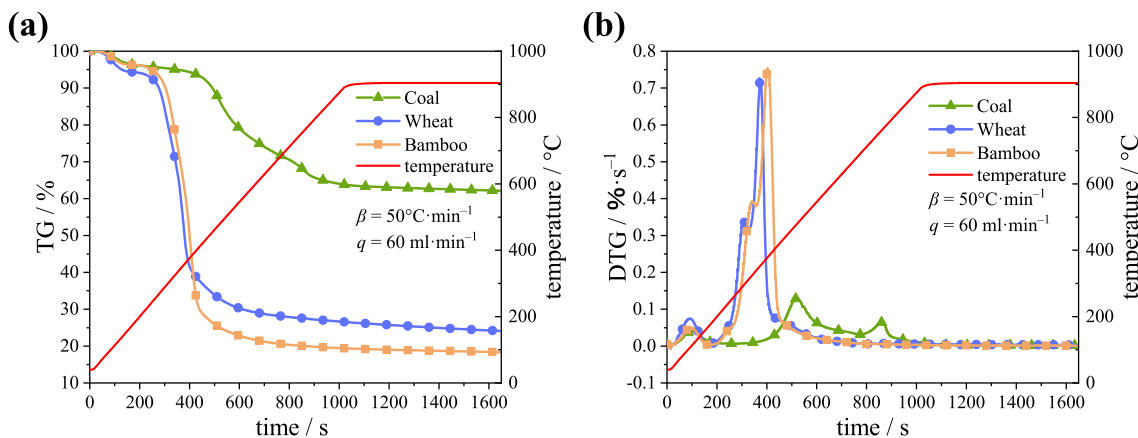 (a)
100
90
80
70
60
50
40
30
20
10
TG / %
0 200 400 600 800 1000 1200 1400 1600
time / s
1000
800
600
400
200
0
temperature / °C
Coal
Wheat
Bamboo
temperature
β = 50°C·min⁻¹
q = 60 ml·min⁻¹
(b)
0.8
0.7
0.6
0.5
0.4
0.3
0.2
0.1
0.0
-0.1
DTG / %·s⁻¹
0 200 400 600 800 1000 1200 1400 1600
time / s
1000
800
600
400
200
0
temperature / °C
Coal
Wheat
Bamboo
temperature
β = 50°C·min⁻¹
q = 60 ml·min⁻¹